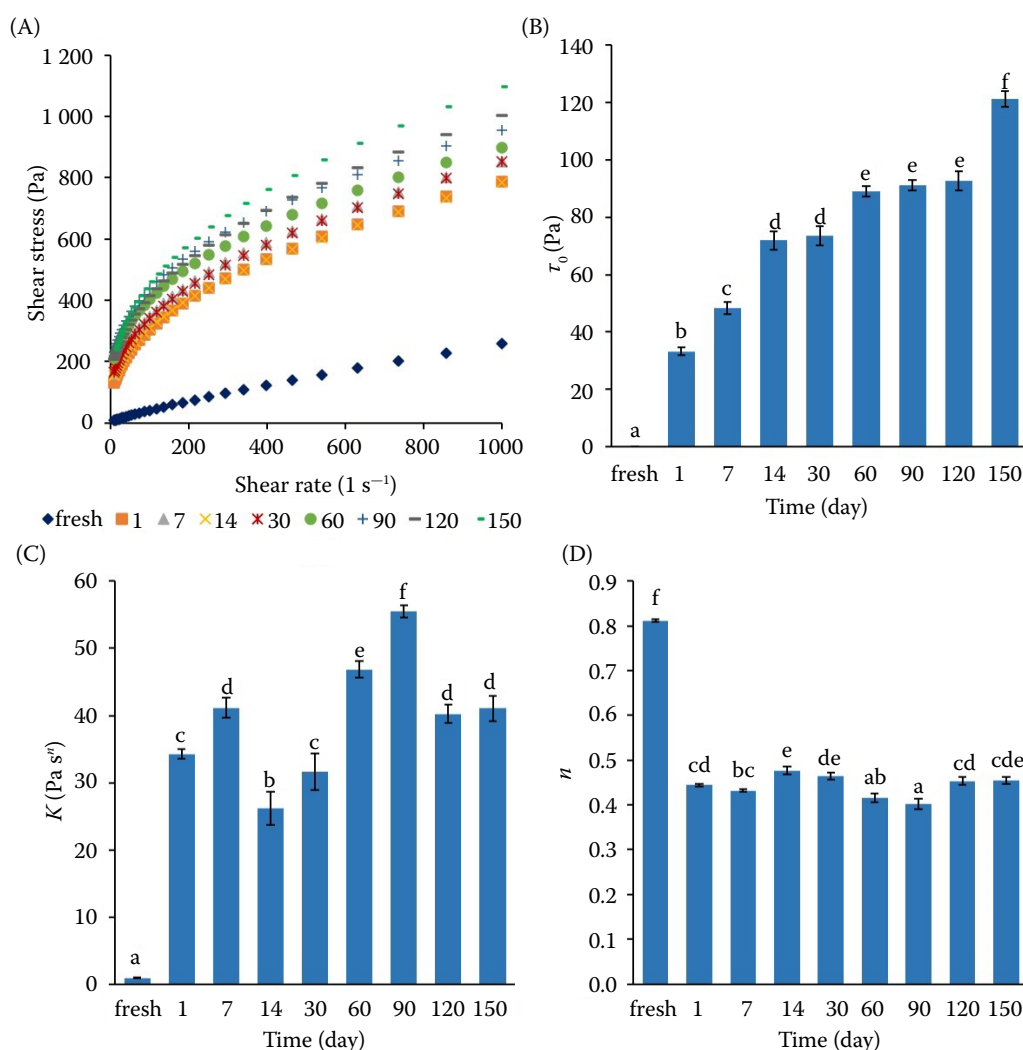 (A)
1 200
1 000
800
600
400
200
0
Shear stress (Pa)
0 200 400 600 800 1000
Shear rate (1 s⁻¹)
fresh 1 7 14 30 60 90 120 150
(B)
140
120
100
80
60
40
20
0
τ₀ (Pa)
a b c d d e e e f
fresh 1 7 14 30 60 90 120 150
Time (day)
(C)
60
50
40
30
20
10
0
K (Pa sⁿ)
a c d b c e f d d
fresh 1 7 14 30 60 90 120 150
Time (day)
(D)
0.9
0.8
0.7
0.6
0.5
0.4
0.3
0.2
0.1
0.0
n
f cd bc e de ab a cd cde
fresh 1 7 14 30 60 90 120 150
Time (day)